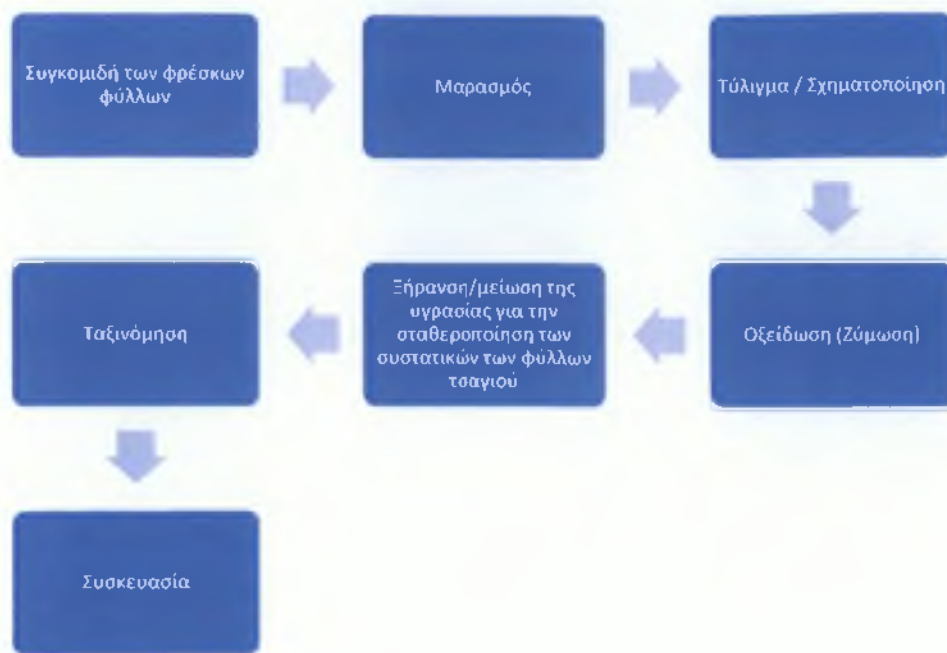 Συγκομιδή των φρέσκων
φύλλων
Μαρασμός
Τύλιγμα / Σχηματοποίηση
Οξείδωση (Ζύμωση)
Ξήρανση/μείωση της
υγρασίας για την
σταθεροποίηση των
συστατικών των φύλλων
τσαγιού
Ταξινόμηση
Συσκευασία